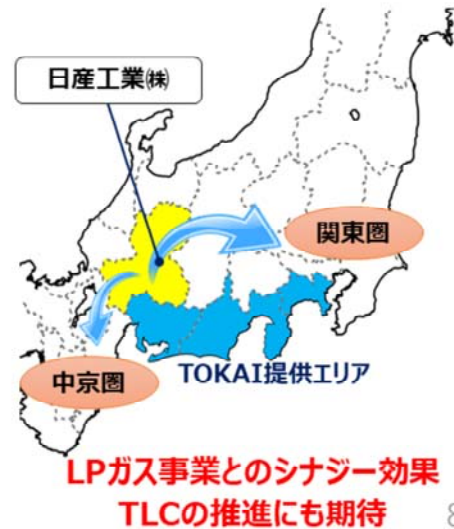 日産工業㈱
関東圏
中京圏
TOKAI提供エリア
LPガス事業とのシナジー効果
TLCの推進にも期待
8